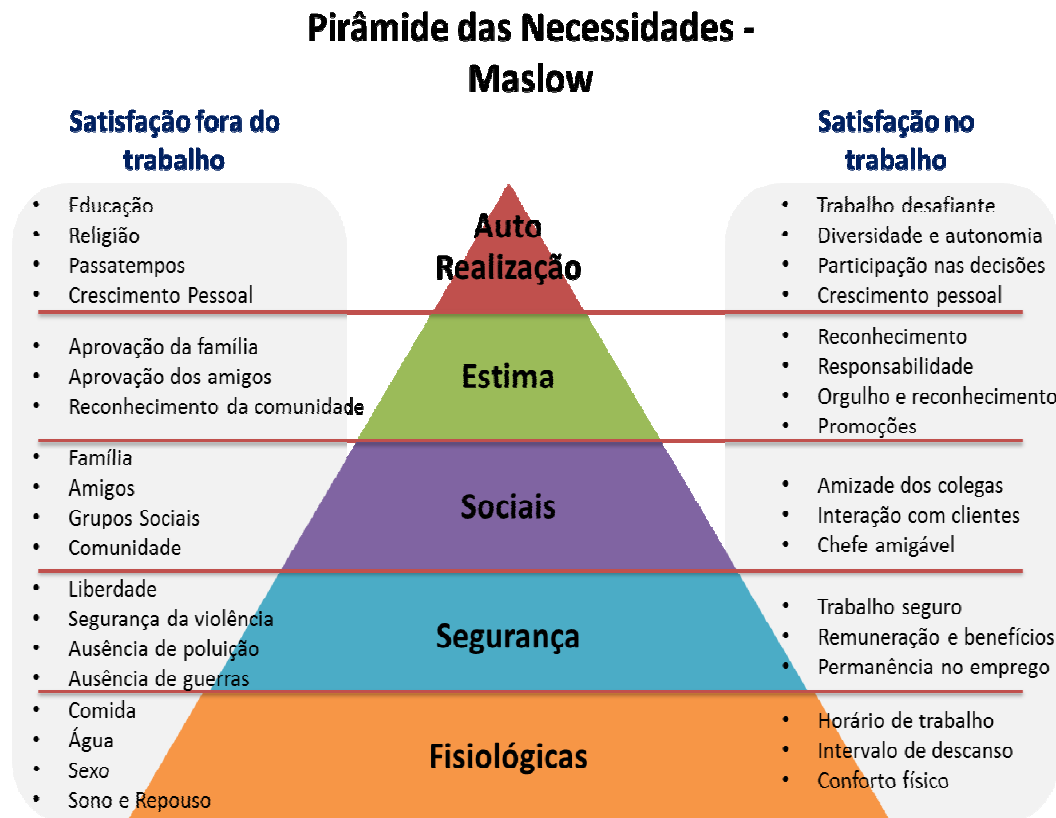 Pirâmide das Necessidades -
Maslow
Satisfação fora do
trabalho
• Educação
• Religião
• Passatempos
• Crescimento Pessoal
• Aprovação da família
• Aprovação dos amigos
• Reconhecimento da comunidade
• Família
• Amigos
• Grupos Sociais
• Comunidade
• Liberdade
• Segurança da violência
• Ausência de poluição
• Ausência de guerras
• Comida
• Água
• Sexo
• Sono e Repouso
Auto
Realização
Estima
Sociais
Segurança
Fisiológicas
Satisfação no
trabalho
• Trabalho desafiante
• Diversidade e autonomia
• Participação nas decisões
• Crescimento pessoal
• Reconhecimento
• Responsabilidade
• Orgulho e reconhecimento
• Promoções
• Amizade dos colegas
• Interação com clientes
• Chefe amigável
• Trabalho seguro
• Remuneração e benefícios
• Permanência no emprego
• Horário de trabalho
• Intervalo de descanso
• Conforto físico